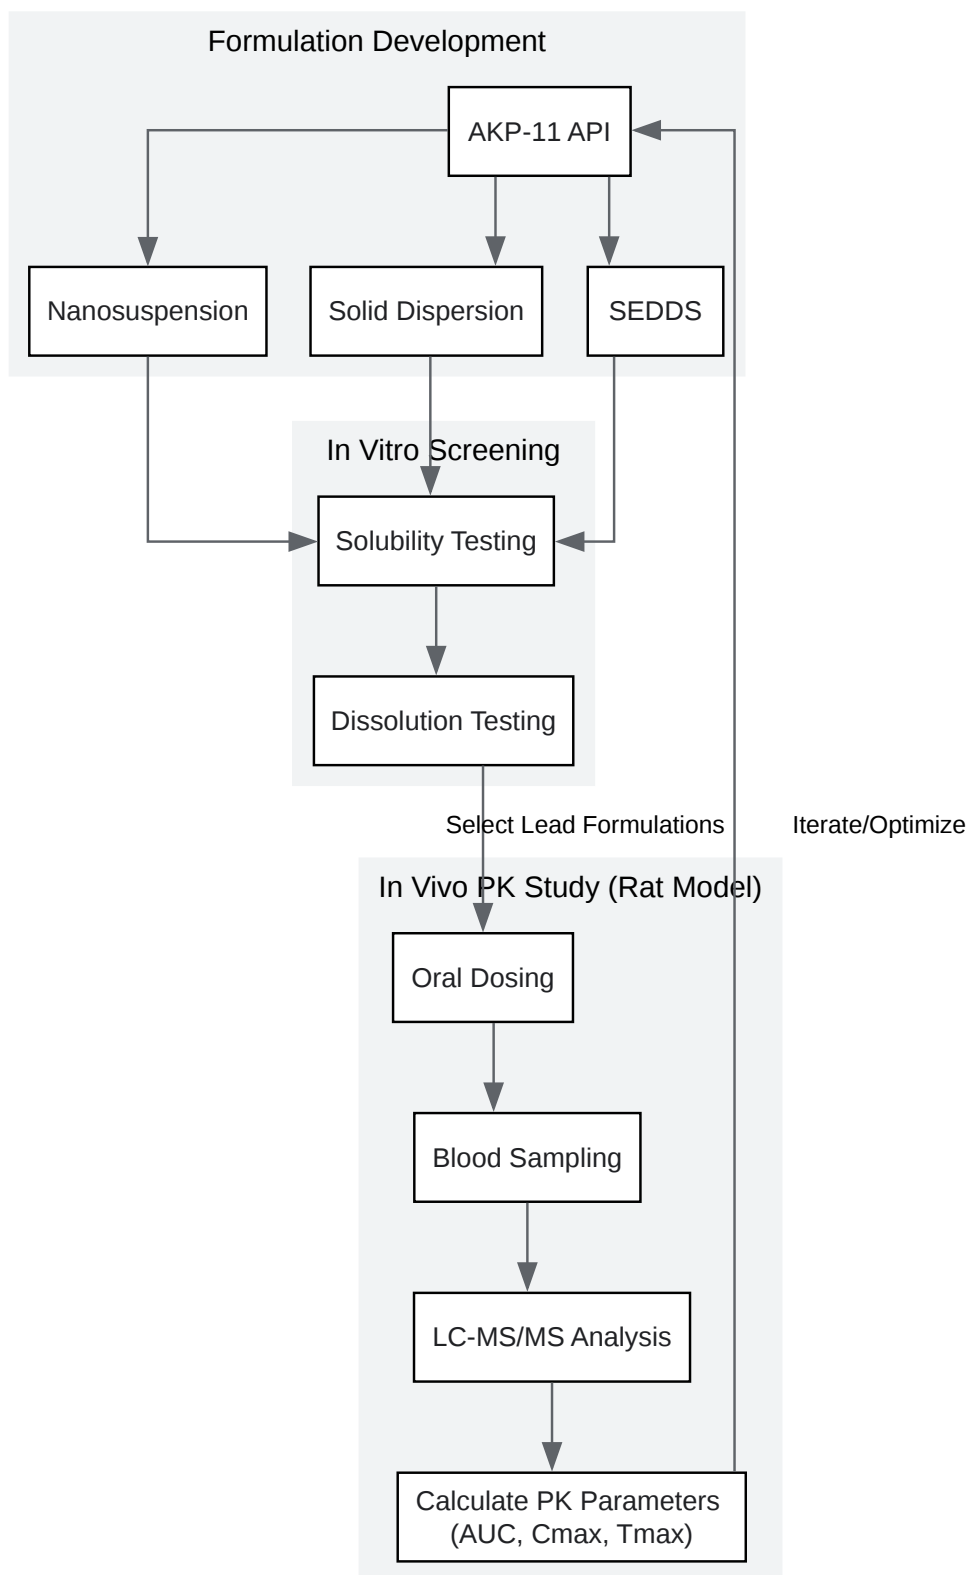 Formulation Development
AKP-11 API
Nanosuspension
Solid Dispersion
SEDDS
In Vitro Screening
Solubility Testing
Dissolution Testing
Select Lead Formulations
Iterate/Optimize
In Vivo PK Study (Rat Model)
Oral Dosing
Blood Sampling
LC-MS/MS Analysis
Calculate PK Parameters
(AUC, Cmax, Tmax)